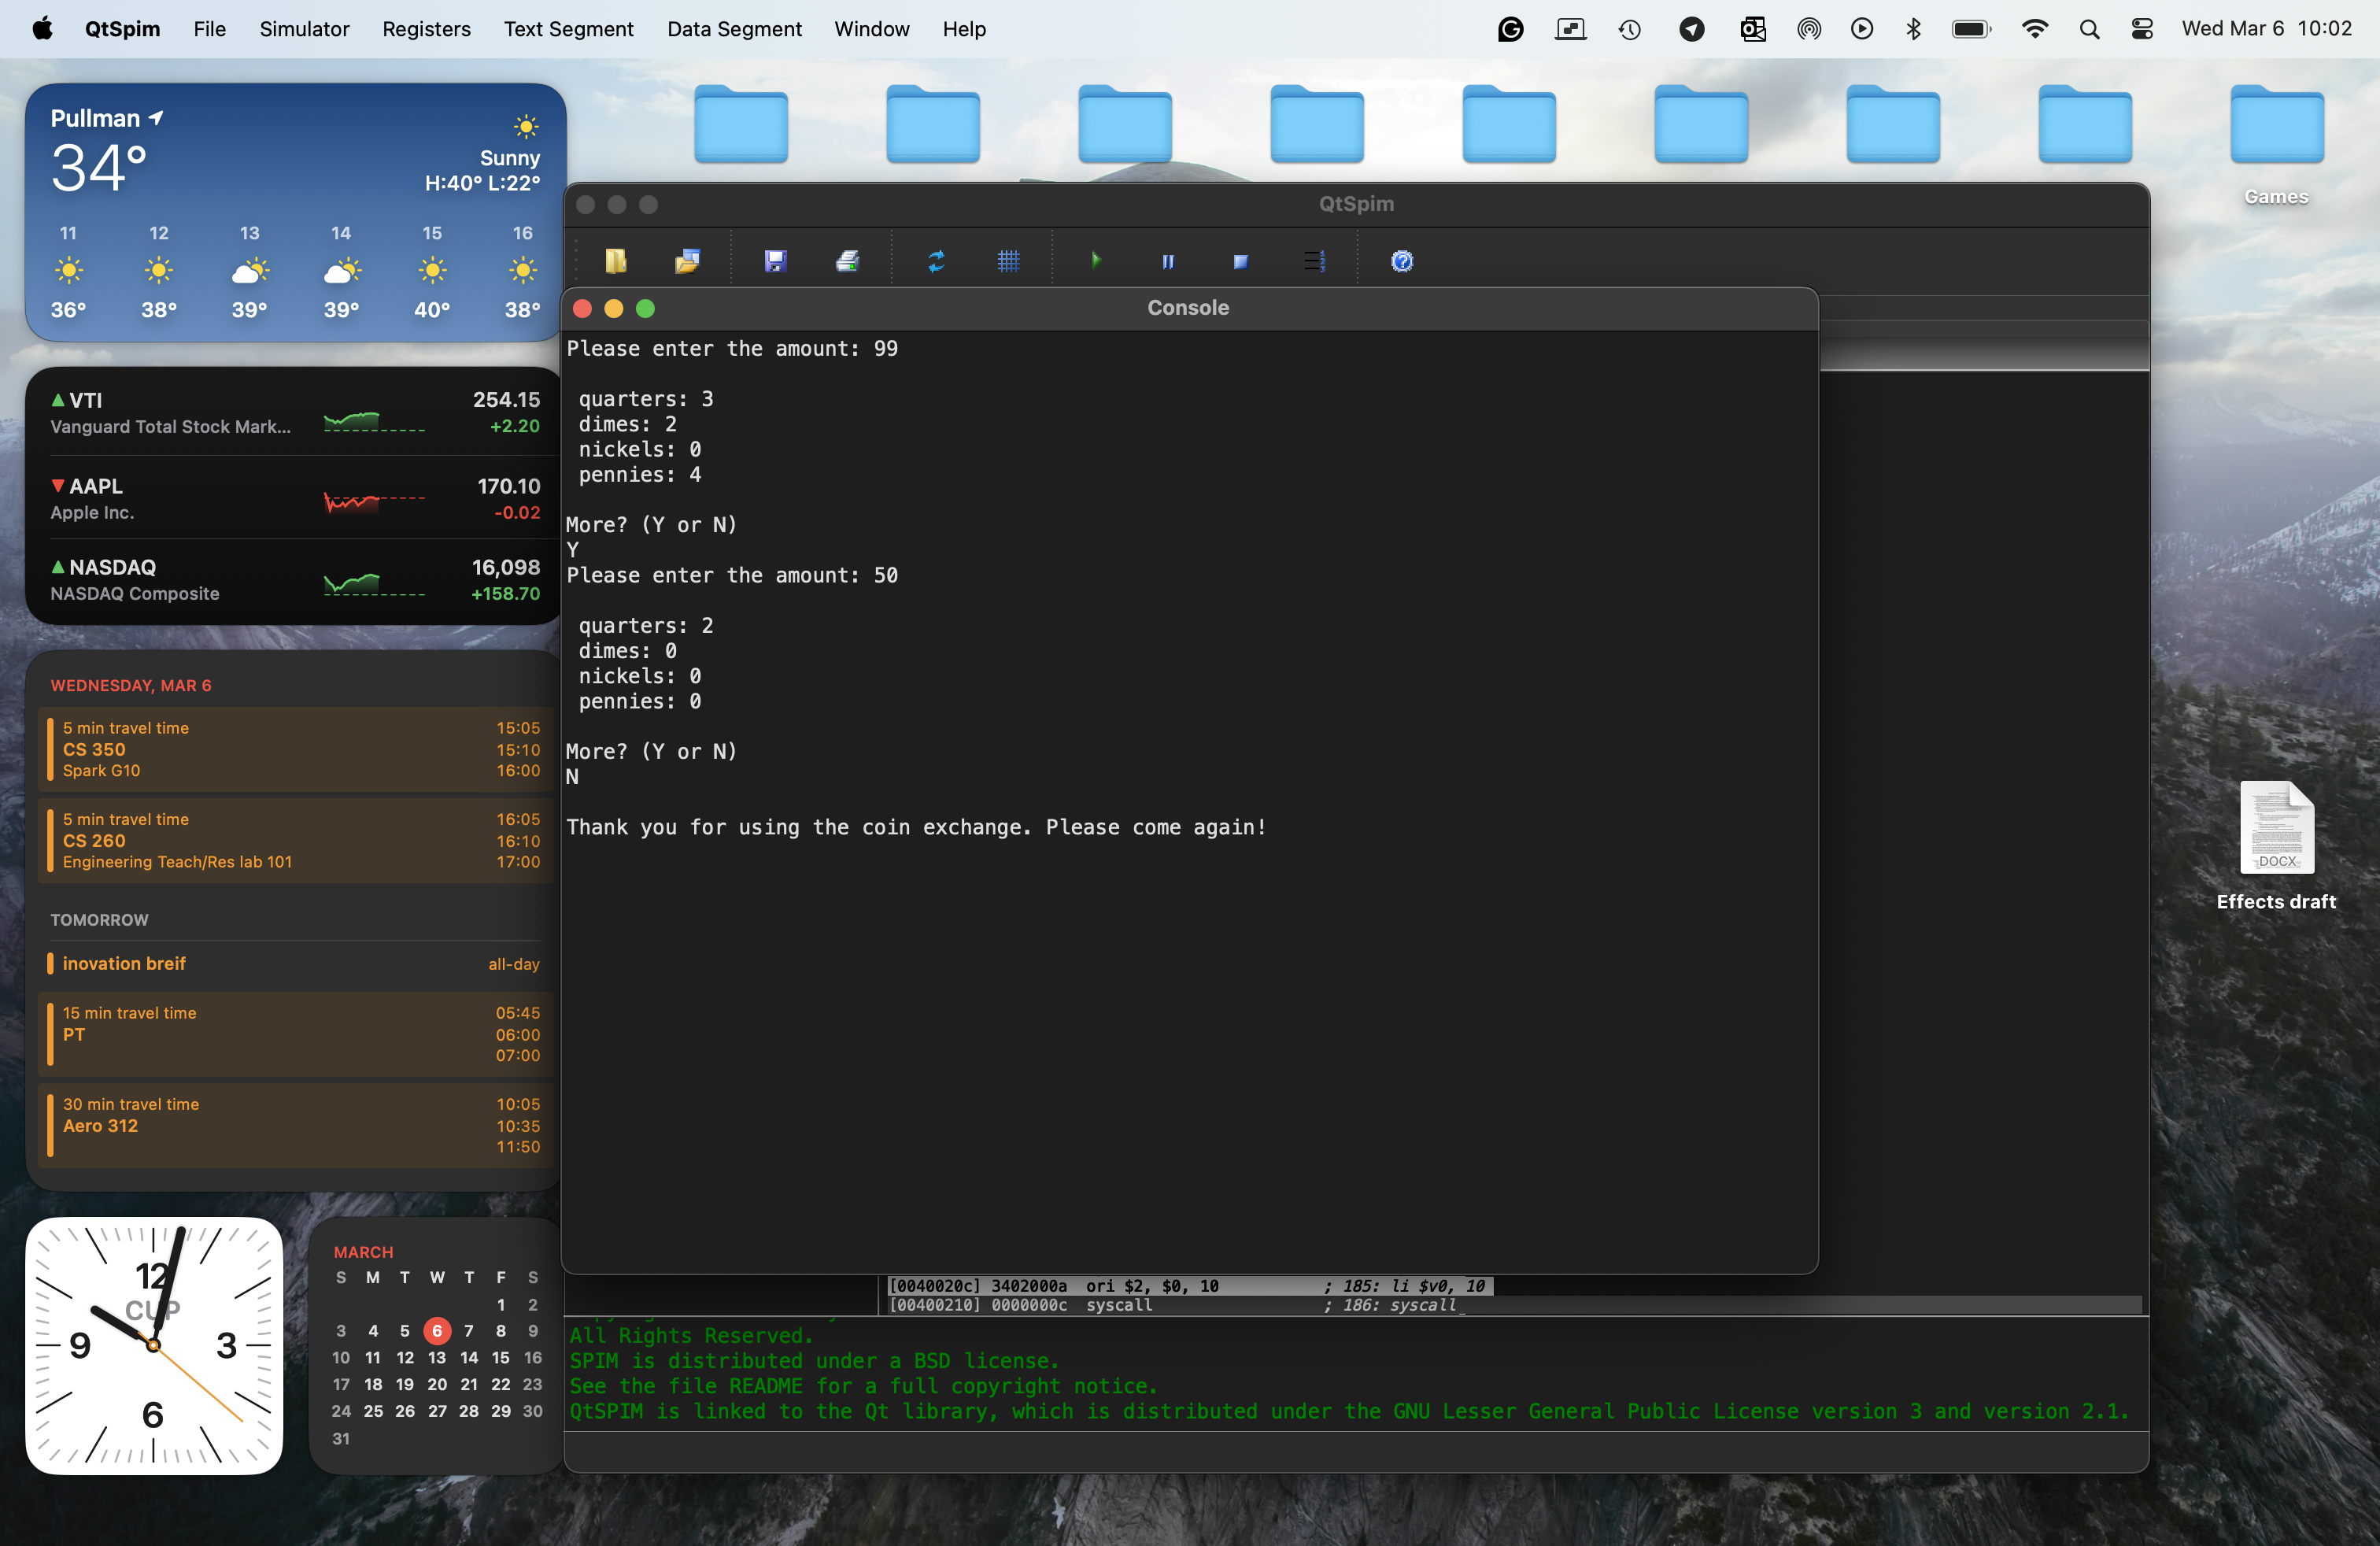 QtSpim File Simulator Registers Text Segment Data Segment Window Help Wed Mar 6 10:02
Pullman
34°
Sunny
H:40° L:22°
11 12 13 14 15 16
36° 38° 39° 39° 40° 38°
VTI 254.15
Vanguard Total Stock Mark... +2.20
AAPL 170.10
Apple Inc. -0.02
NASDAQ 16,098
NASDAQ Composite +158.70
WEDNESDAY, MAR 6
5 min travel time 15:05
CS 350 15:10
Spark G10 16:00
5 min travel time 16:05
CS 260 16:10
Engineering Teach/Res lab 101 17:00
TOMORROW
inovation breif all-day
15 min travel time 05:45
PT 06:00
07:00
30 min travel time 10:05
Aero 312 10:35
11:50
12
CUP
9 3
6
MARCH
S M T W T F S
1 2
3 4 5 6 7 8 9
10 11 12 13 14 15 16
17 18 19 20 21 22 23
24 25 26 27 28 29 30
31
QtSpim
Console
Please enter the amount: 99
quarters: 3
dimes: 2
nickels: 0
pennies: 4
More? (Y or N)
Y
Please enter the amount: 50
quarters: 2
dimes: 0
nickels: 0
pennies: 0
More? (Y or N)
N
Thank you for using the coin exchange. Please come again!
[0040020c] 3402000a ori $2, $0, 10 ; 185: li $v0, 10
[00400210] 0000000c syscall ; 186: syscall_
All Rights Reserved.
SPIM is distributed under a BSD license.
See the file README for a full copyright notice.
QtSPIM is linked to the Qt library, which is distributed under the GNU Lesser General Public License version 3 and version 2.1.
Games
DOCX
Effects draft